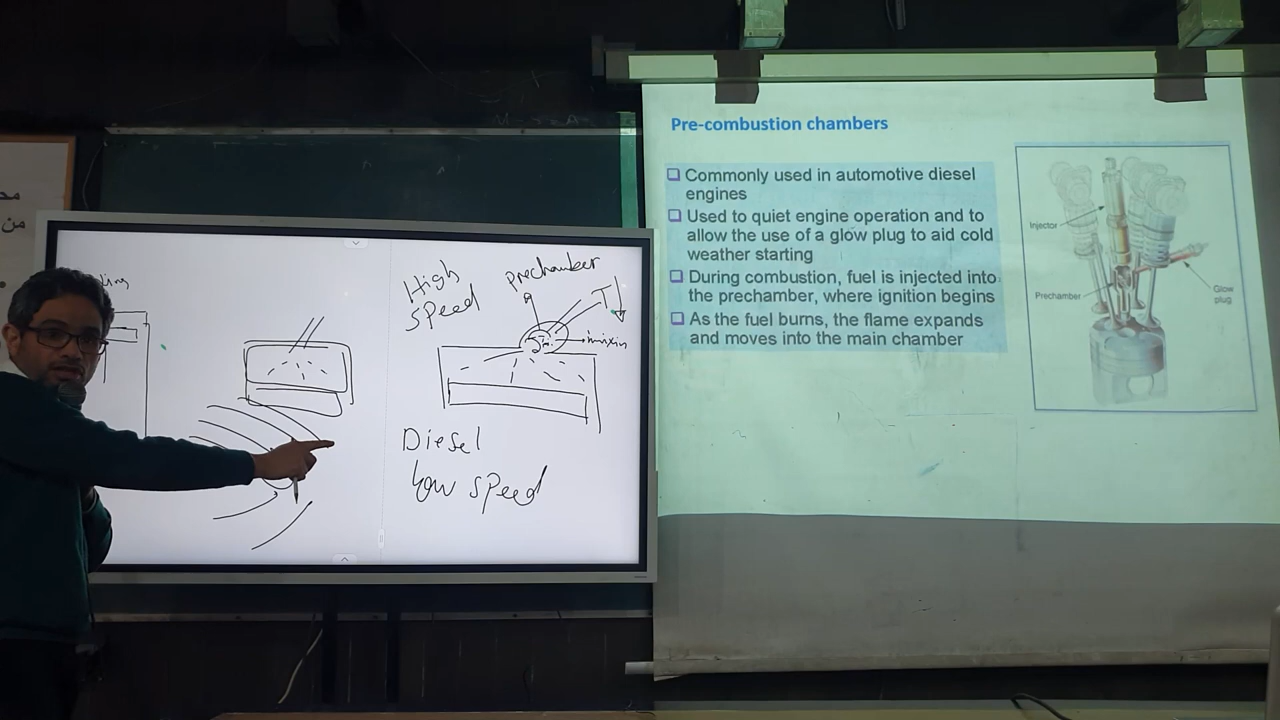 محا
من
High
speed
prechamber
T
Diesel
low speed
Pre-combustion chambers
Commonly used in automotive diesel
engines
Used to quiet engine operation and to
allow the use of a glow plug to aid cold
weather starting
During combustion, fuel is injected into
the prechamber, where ignition begins
As the fuel burns, the flame expands
and moves into the main chamber
Injector
Prechamber
Glow
plug